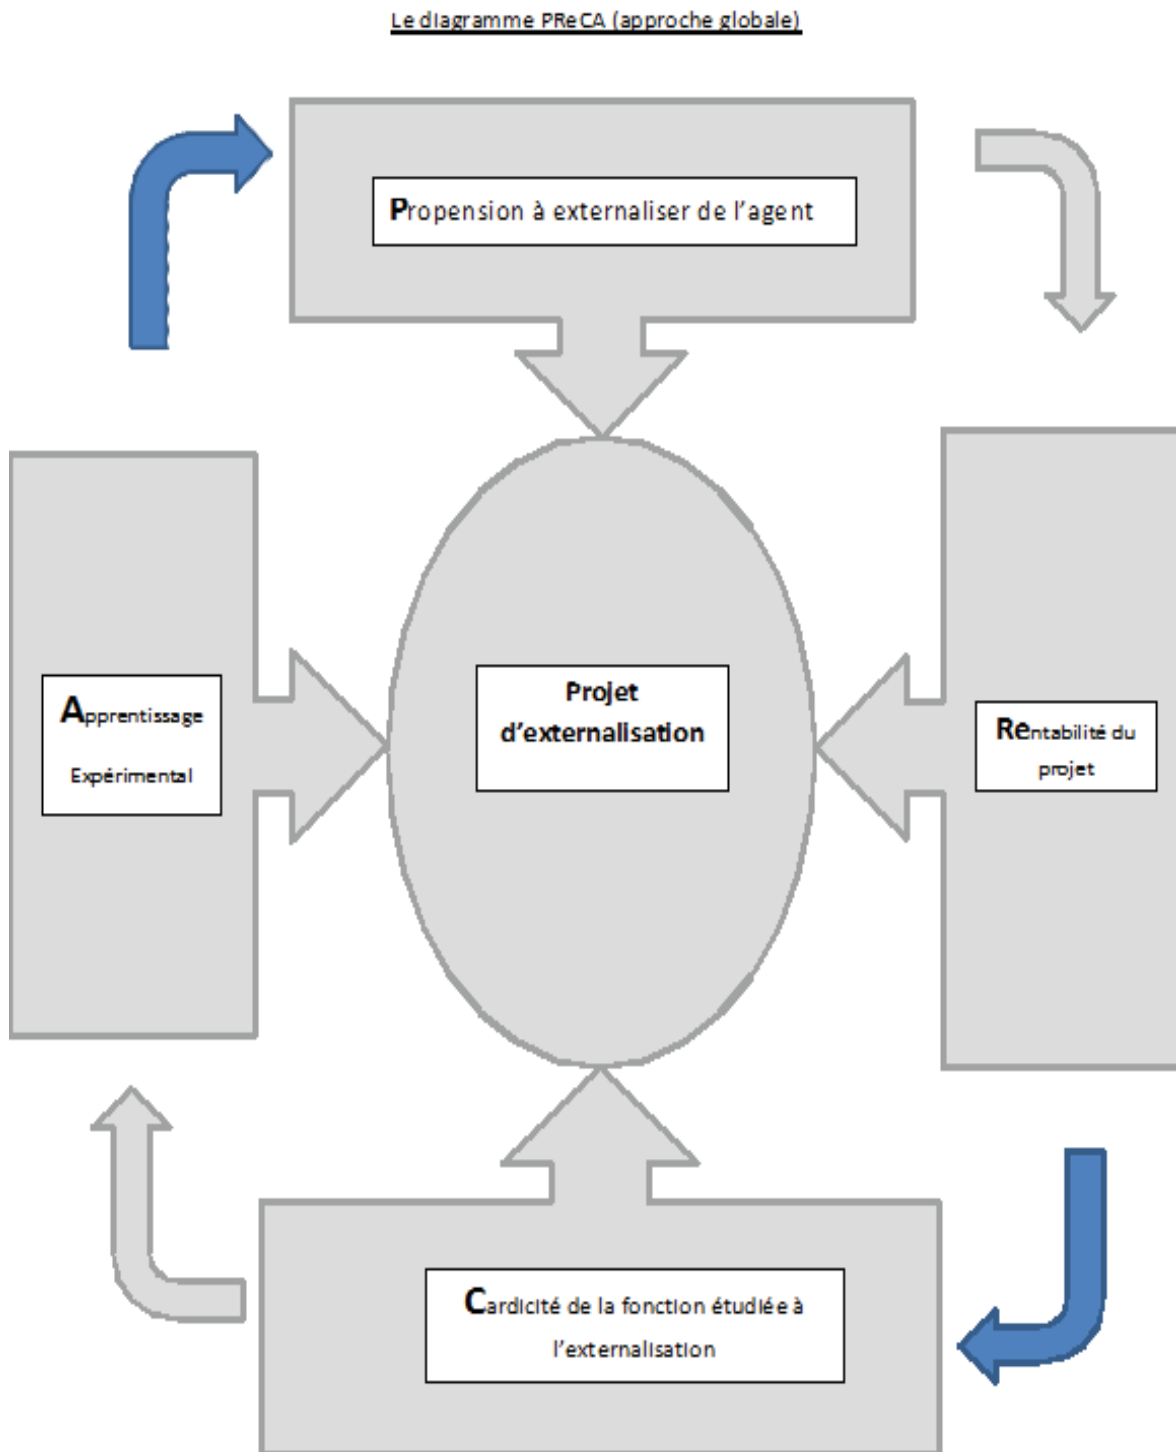 Le diagramme PReCA (approche globale)
Propension à externaliser de l'agent
Projet
d'externalisation
Apprentissage
Expérimental
Rentabilité du
projet
Cardicité de la fonction étudiée à
l'externalisation